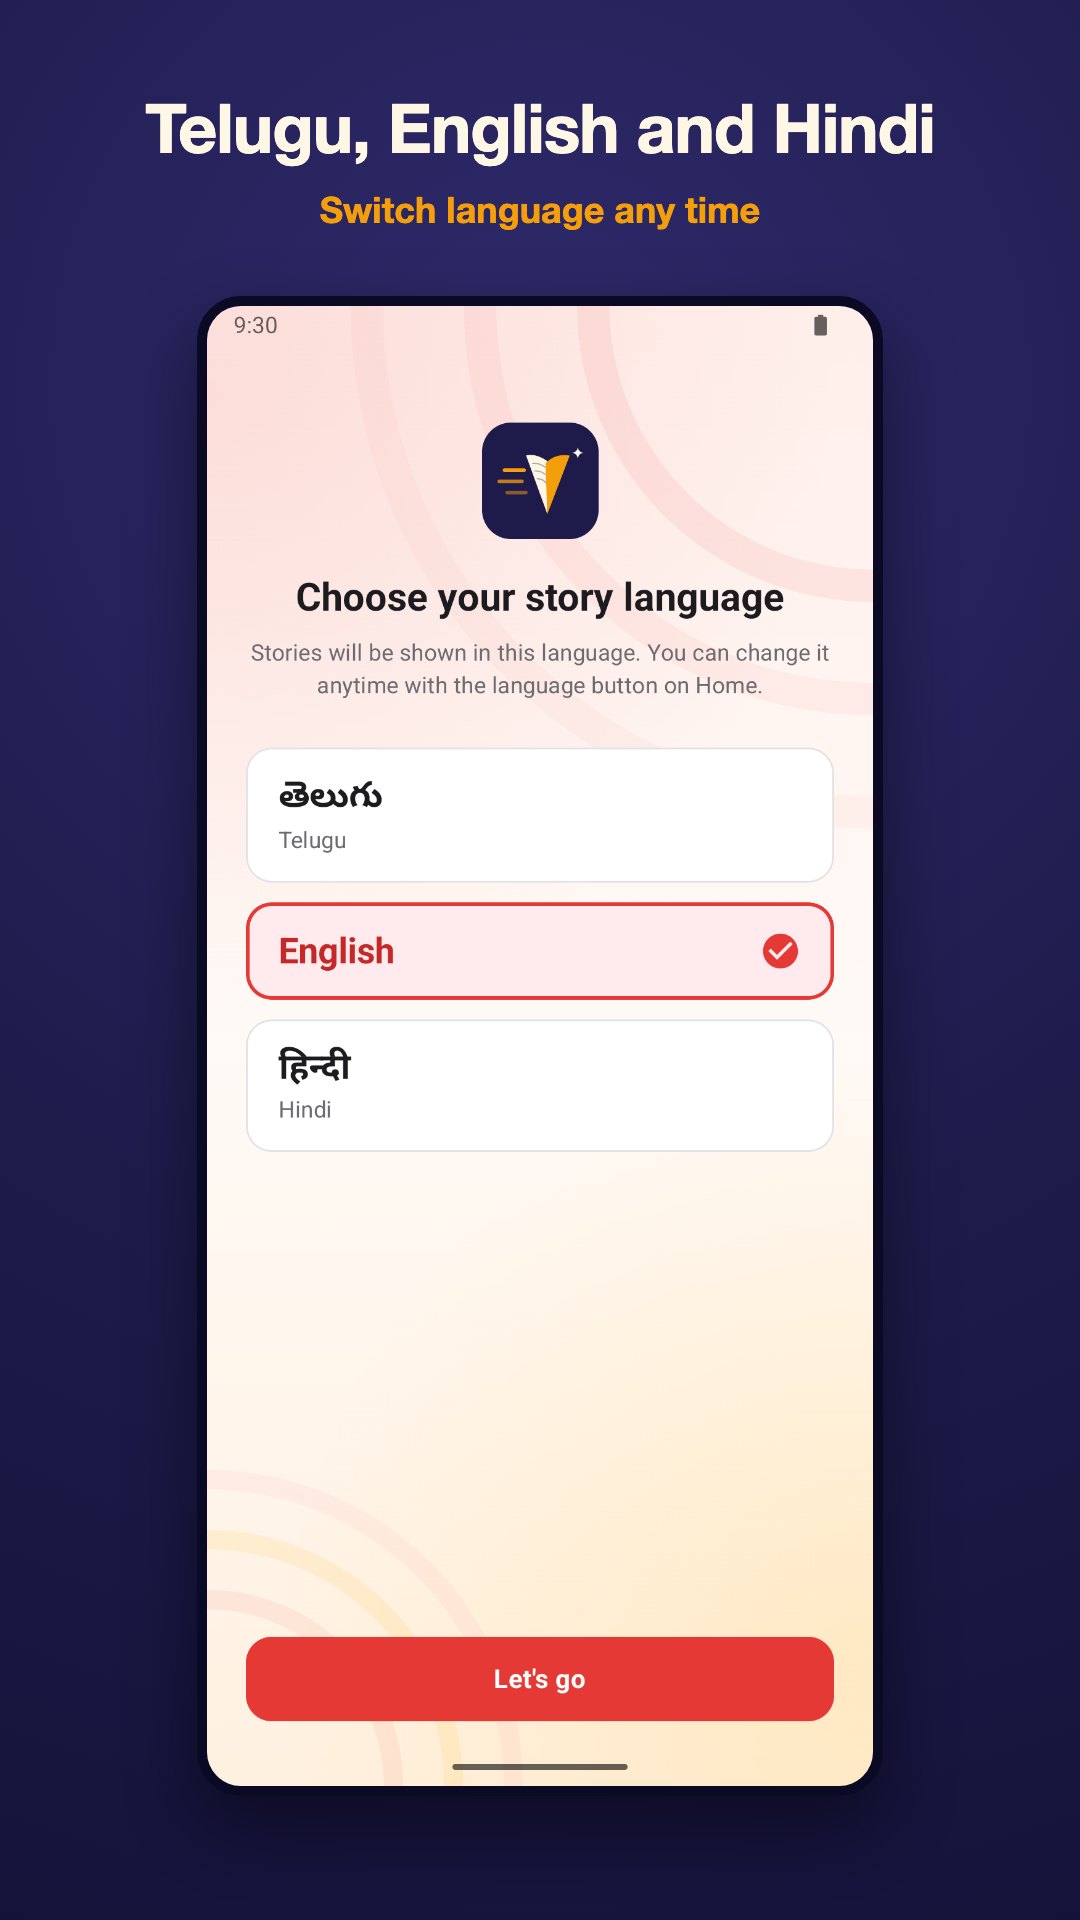 Telugu, English and Hindi
Switch language any time
9:30
Choose your story language
Stories will be shown in this language. You can change it
anytime with the language button on Home.
తెలుగు
Telugu
English
हिन्दी
Hindi
Let's go